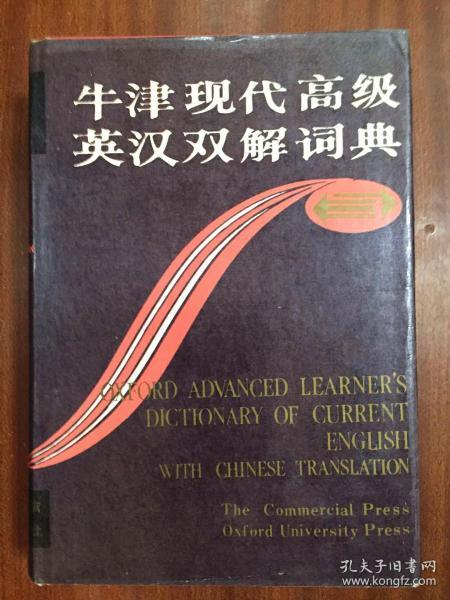 牛津现代高级
英汉双解词典
OXFORD ADVANCED LEARNER'S
DICTIONARY OF CURRENT
ENGLISH
WITH CHINESE TRANSLATION
The Commercial Press
Oxford University Press
孔夫子旧书网
www.kongfz.com